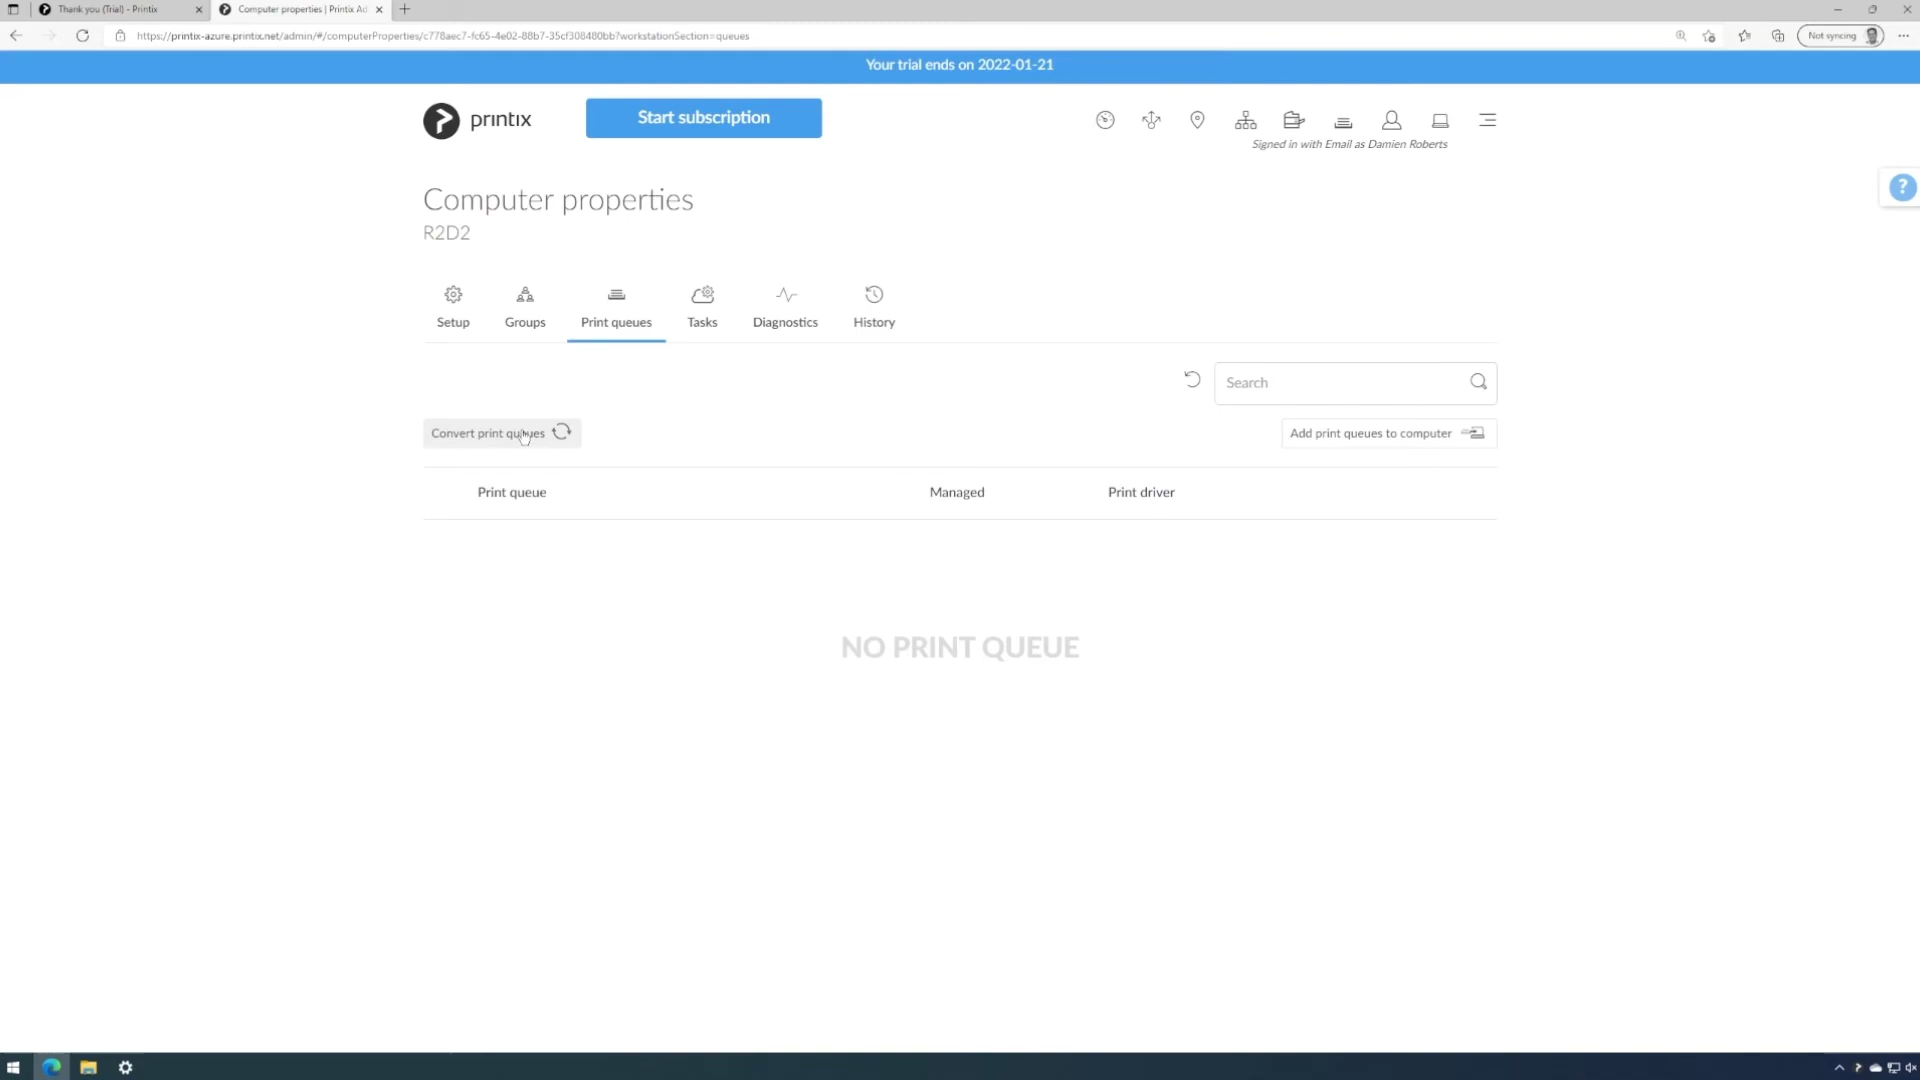 Thank you (Trial) - Printix
Computer properties | Printix Ad
https://printix-azure.printix.net/admin/#/computerProperties/c778aec7-fc65-4e02-88b7-35cf308480bb?workstationSection=queues
Not syncing
Your trial ends on 2022-01-21
printix
Start subscription
Signed in with Email as Damien Roberts
Computer properties
R2D2
Setup
Groups
Print queues
Tasks
Diagnostics
History
Search
Convert print queues
Add print queues to computer
Print queue
Managed
Print driver
NO PRINT QUEUE